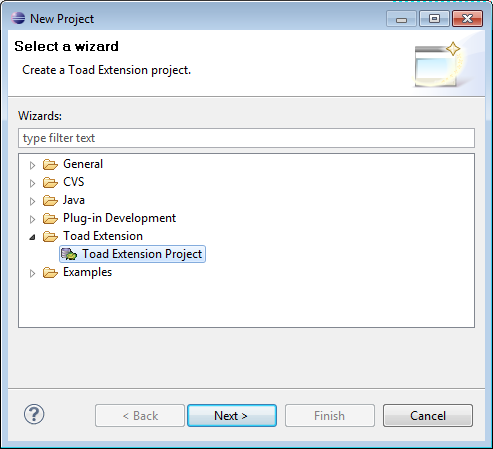 New Project
Select a wizard
Create a Toad Extension project.
Wizards:
type filter text
General
CVS
Java
Plug-in Development
Toad Extension
Toad Extension Project
Examples
?
< Back
Next >
Finish
Cancel